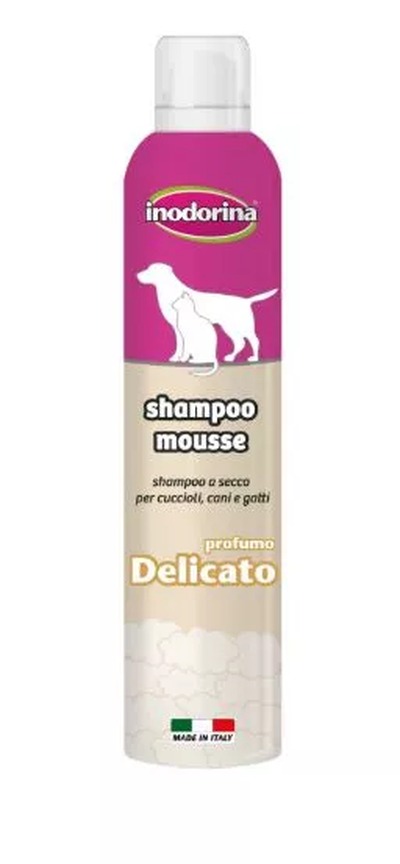 inodorina
shampoo
mousse
shampoo a secco
per cuccioli, cani e gatti
profumo
Delicato
MADE IN ITALY